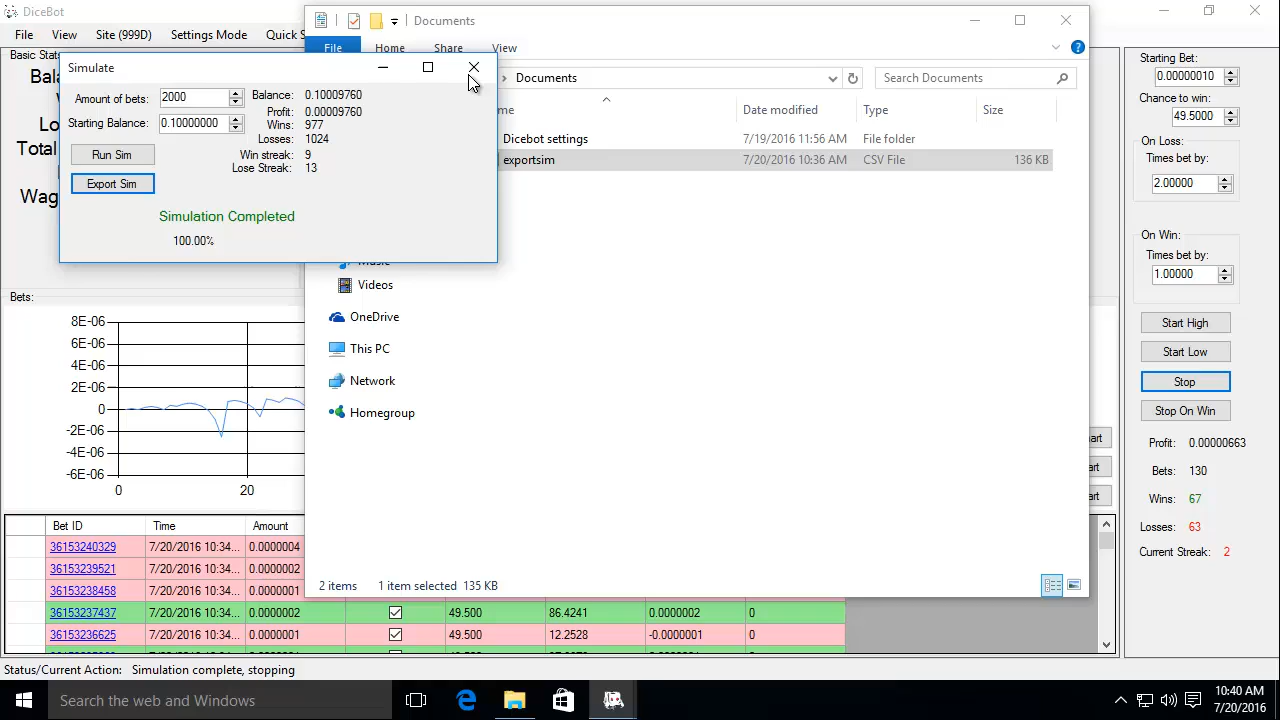 DiceBot
File View Site (999D) Settings Mode Quick S
Basic Stat
Bala
W
Lo
Total
Wag
Simulate
Amount of bets: 2000
Starting Balance: 0.10000000
Run Sim
Export Sim
Balance: 0.10009760
Profit: 0.00009760
Wins: 977
Losses: 1024
Win streak: 9
Lose Streak: 13
Simulation Completed
100.00%
Documents
File Home Share View
Documents
Search Documents
me Date modified Type Size
Dicebot settings 7/19/2016 11:56 AM File folder
exportsim 7/20/2016 10:36 AM CSV File 136 KB
Music
Videos
OneDrive
This PC
Network
Homegroup
2 items 1 item selected 135 KB
Starting Bet:
0.00000010
Chance to win:
49.5000
On Loss:
Times bet by:
2.00000
On Win:
Times bet by:
1.00000
Start High
Start Low
Stop
Stop On Win
Profit: 0.00000663
Bets: 130
Wins: 67
Losses: 63
Current Streak: 2
art
art
art
Bets:
8E-06
6E-06
4E-06
2E-06
0
-2E-06
-4E-06
-6E-06
0 20
Bet ID Time Amount
36153240329 7/20/2016 10:34... 0.0000004
36153239521 7/20/2016 10:34... 0.0000002
36153238458 7/20/2016 10:34... 0.0000001
36153237437 7/20/2016 10:34... 0.0000002 49.500 86.4241 0.0000002 0
36153236625 7/20/2016 10:34... 0.0000001 49.500 12.2528 -0.0000001 0
Status/Current Action: Simulation complete, stopping
Search the web and Windows
10:40 AM
7/20/2016